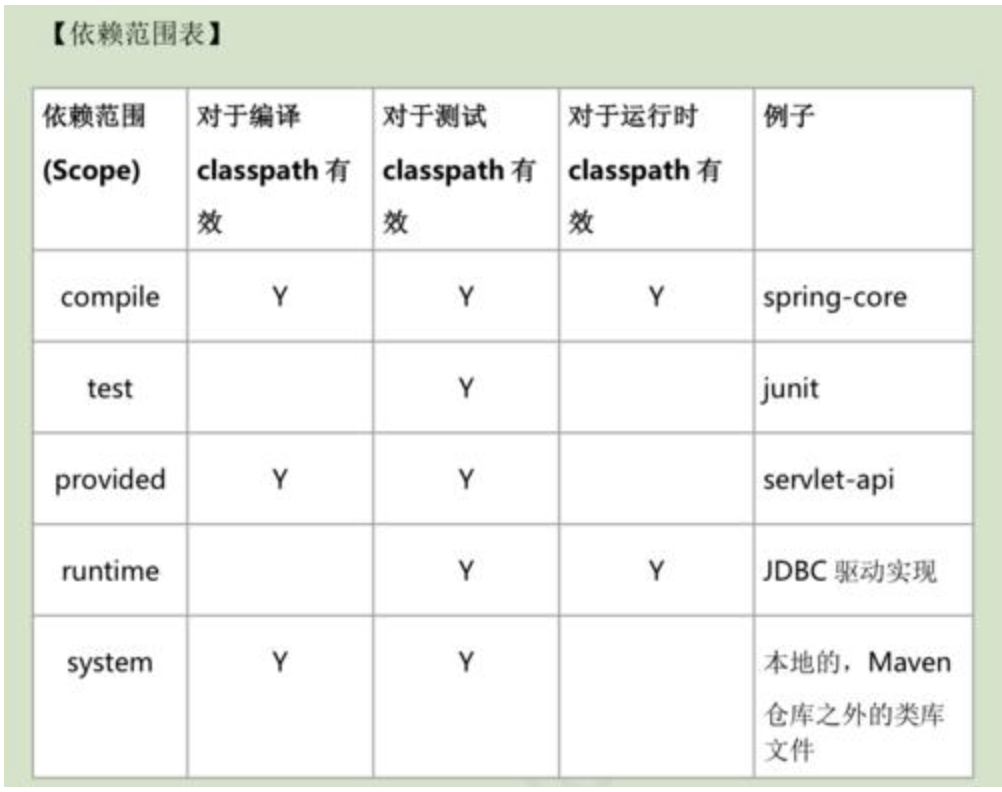 【依赖范围表】
依赖范围
(Scope)
对于编译
classpath 有
效
对于测试
classpath 有
效
对于运行时
classpath 有
效
例子
compile Y Y Y spring-core
test Y junit
provided Y Y servlet-api
runtime Y Y JDBC 驱动实现
system Y Y 本地的，Maven
仓库之外的类库
文件